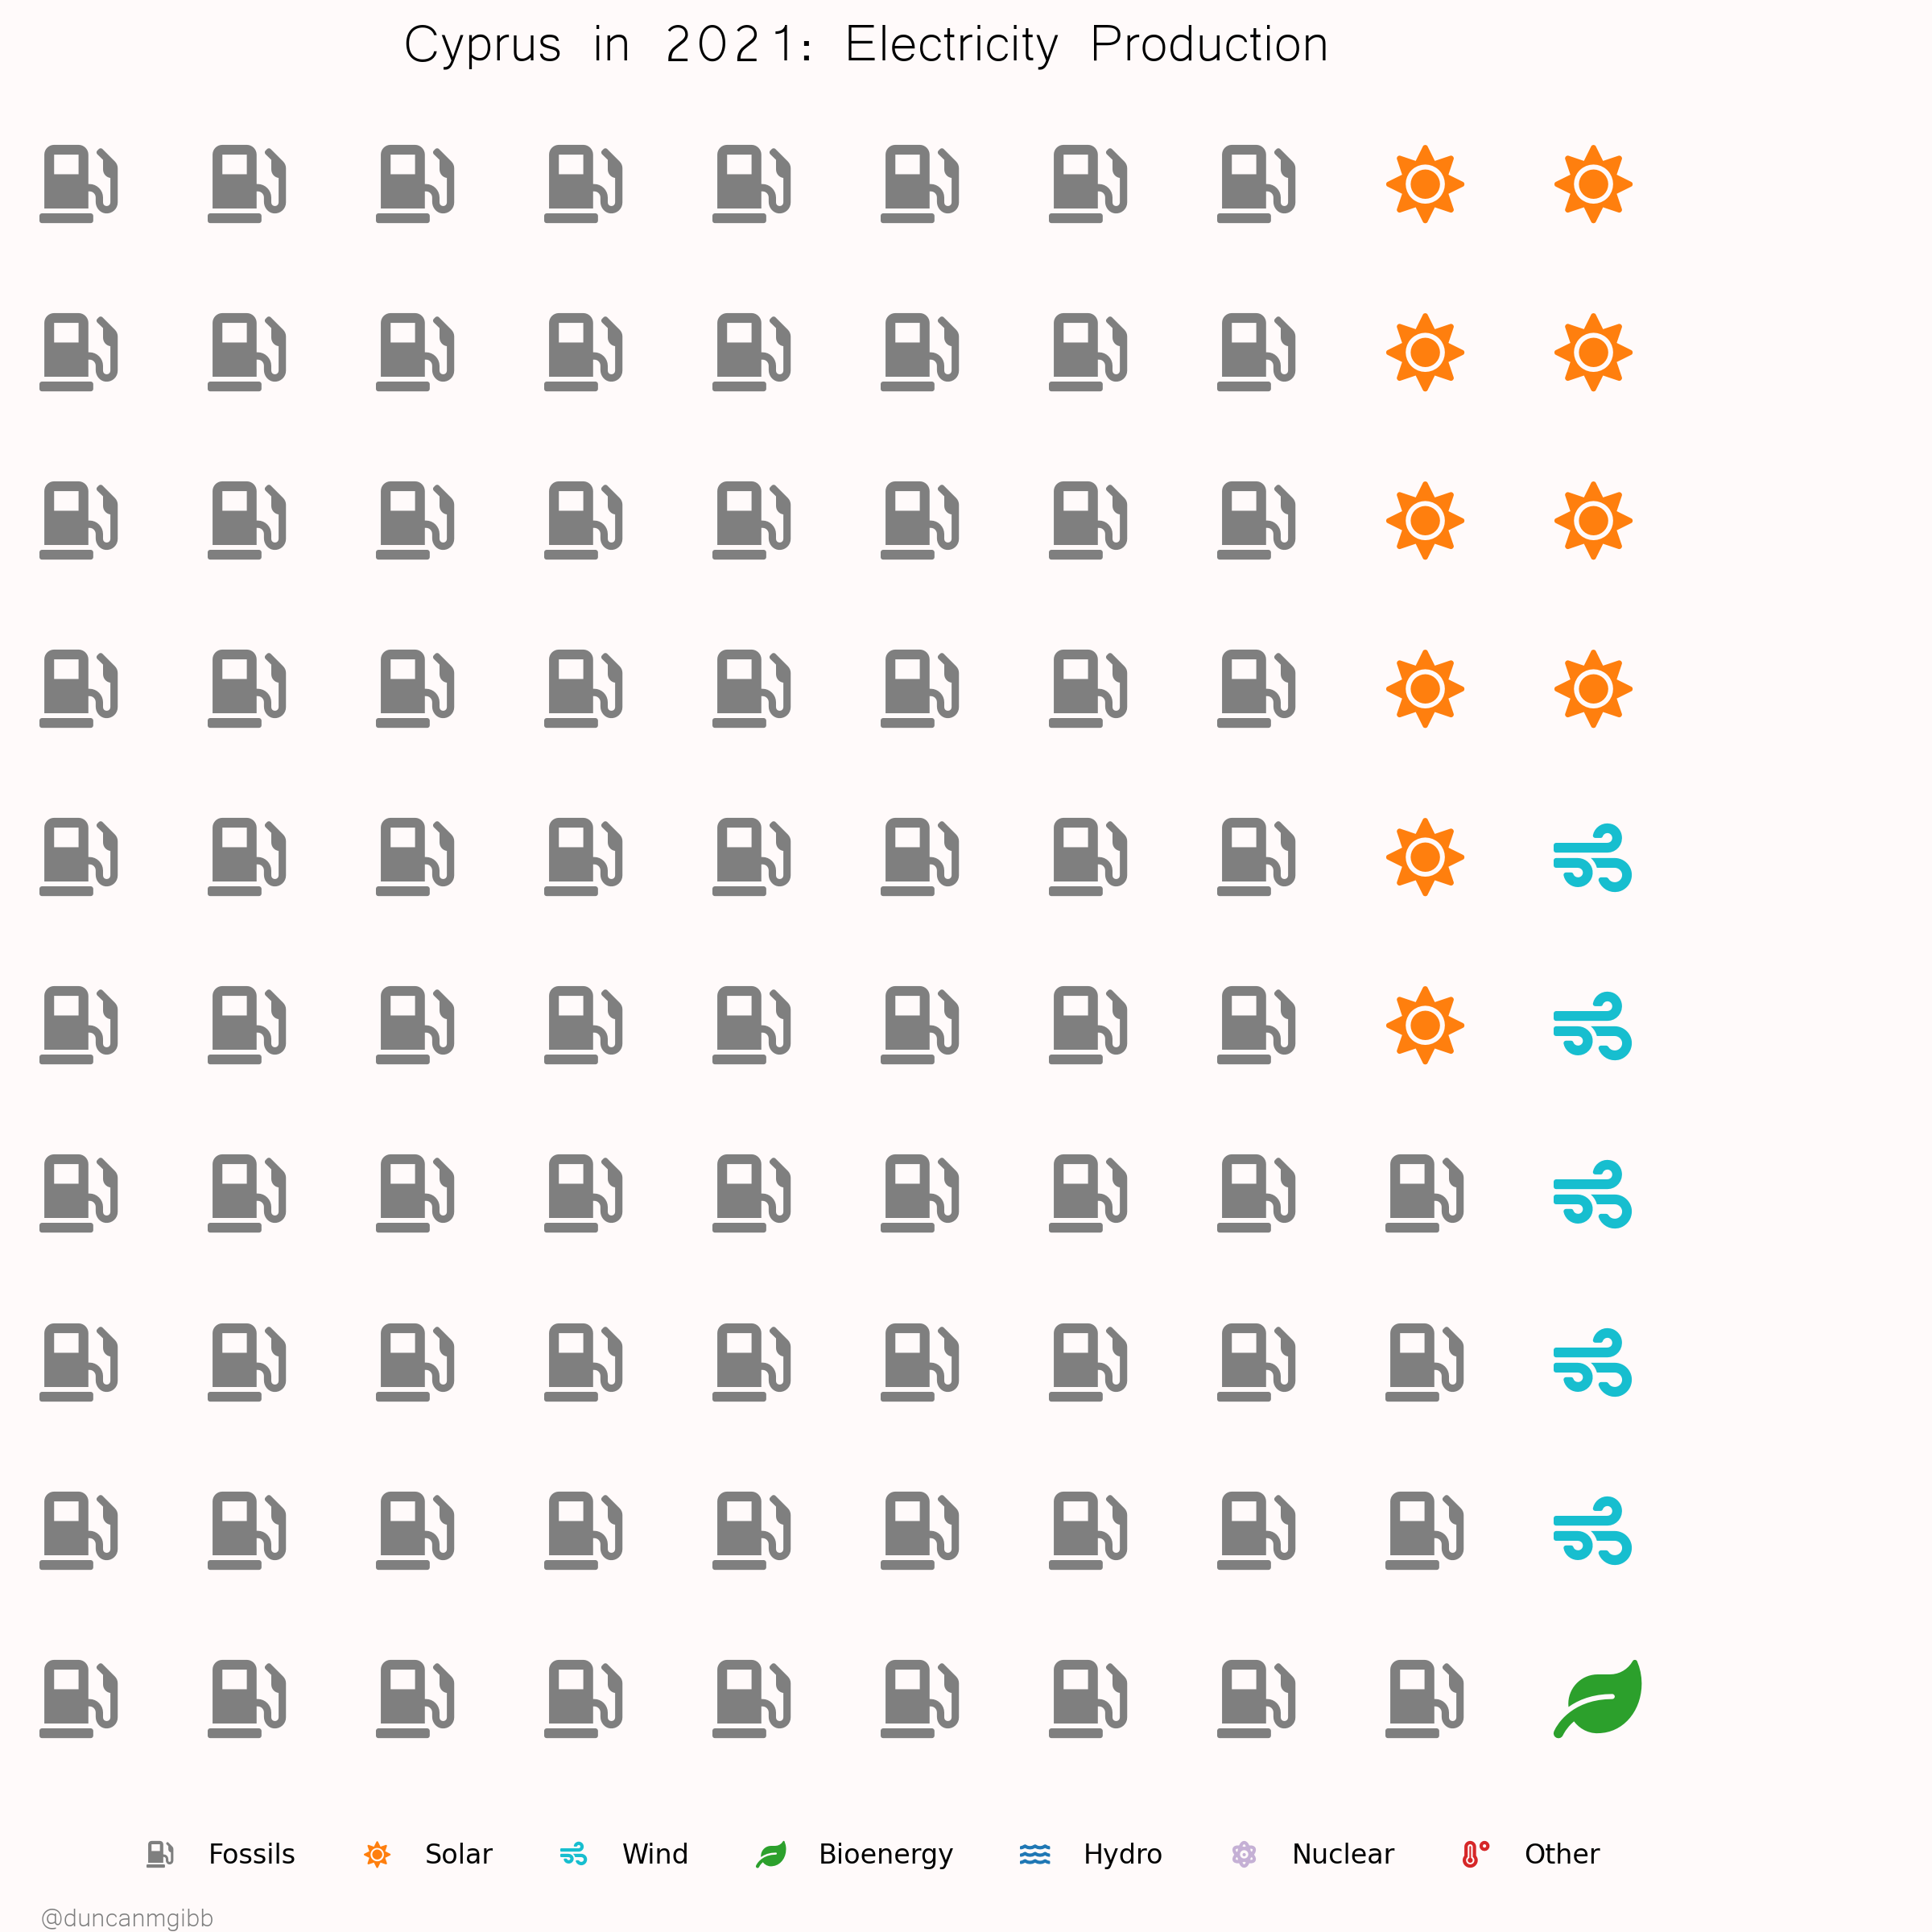 Cyprus in 2021: Electricity Production
Fossils Solar Wind Bioenergy Hydro Nuclear Other
@duncanmgibb